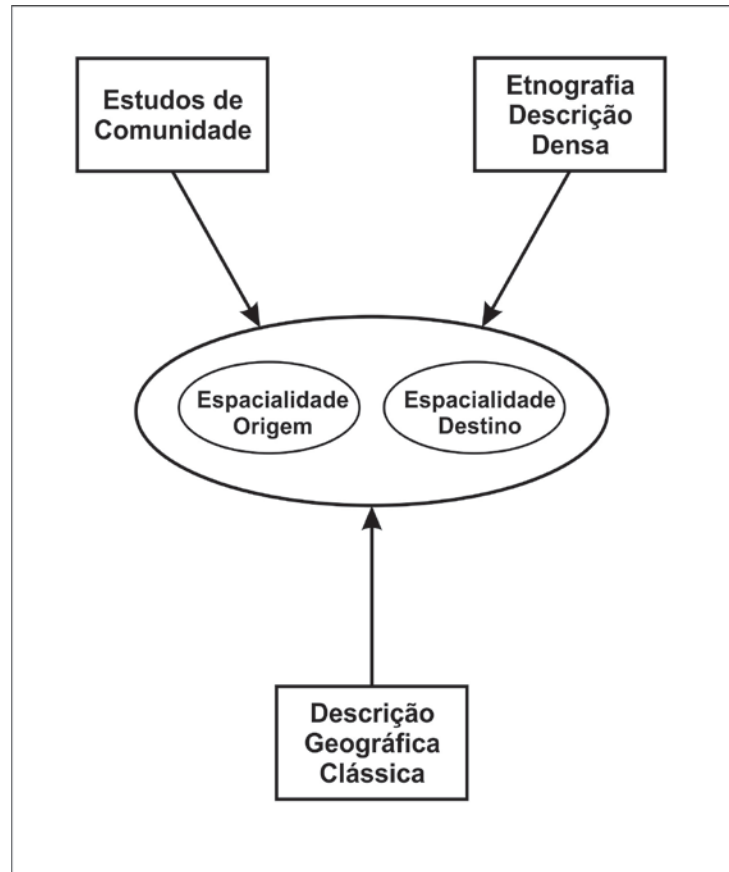 Estudos de
Comunidade
Etnografia
Descrição
Densa
Espacialidade
Origem
Espacialidade
Destino
Descrição
Geográfica
Clássica